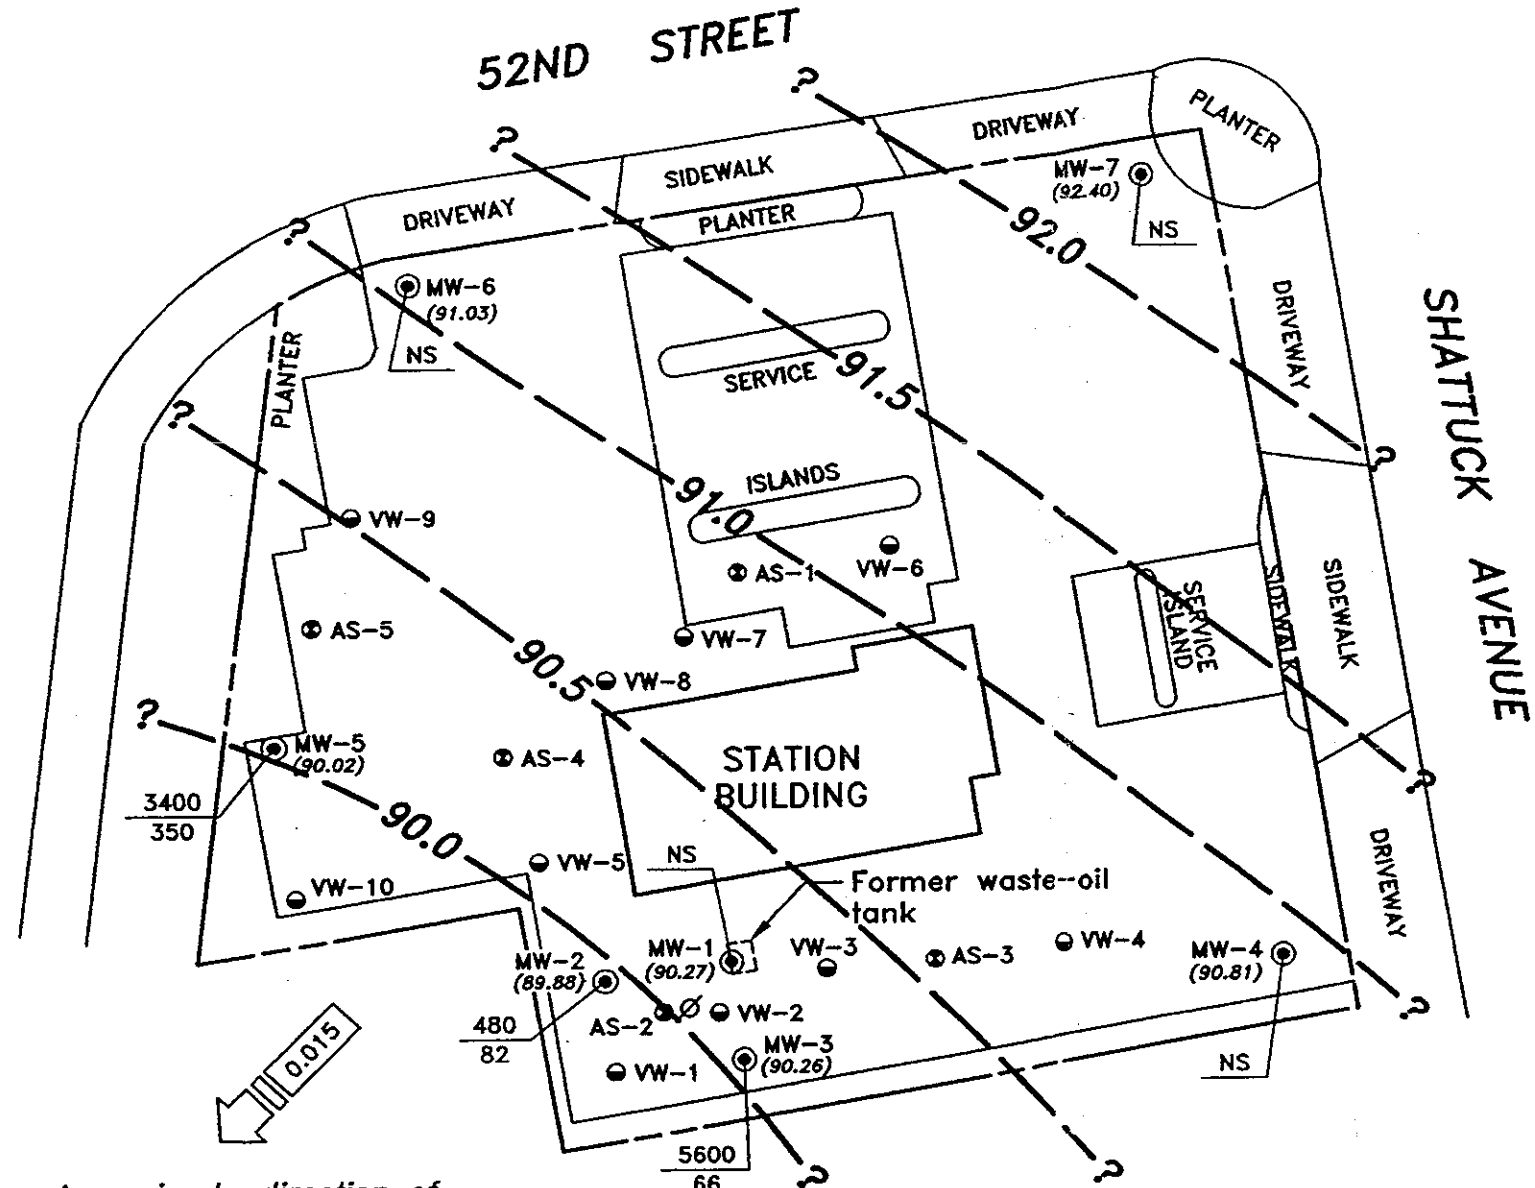 52ND STREET
?
?
DRIVEWAY
PLANTER
SIDEWALK
MW-7
(92.40)
?
DRIVEWAY
PLANTER
NS
92.0
MW-6
(91.03)
NS
SHATTUCK AVENUE
DRIVEWAY
PLANTER
SERVICE
91.5
?
?
ISLANDS
91.0
VW-9
VW-6
AS-1
SERVICE
ISLAND
SIDEWALK
SIDEWALK
AS-5
VW-7
90.5
VW-8
?
MW-5
(90.02)
AS-4
STATION
BUILDING
?
3400
350
90.0
NS
VW-5
VW-10
Former waste-oil
tank
DRIVEWAY
MW-2
(89.88)
MW-1
(90.27)
VW-3
AS-3
VW-4
MW-4
(90.81)
?
480
82
AS-2
VW-2
0.015
VW-1
MW-3
(90.26)
NS
5600
66
?
?
direction of